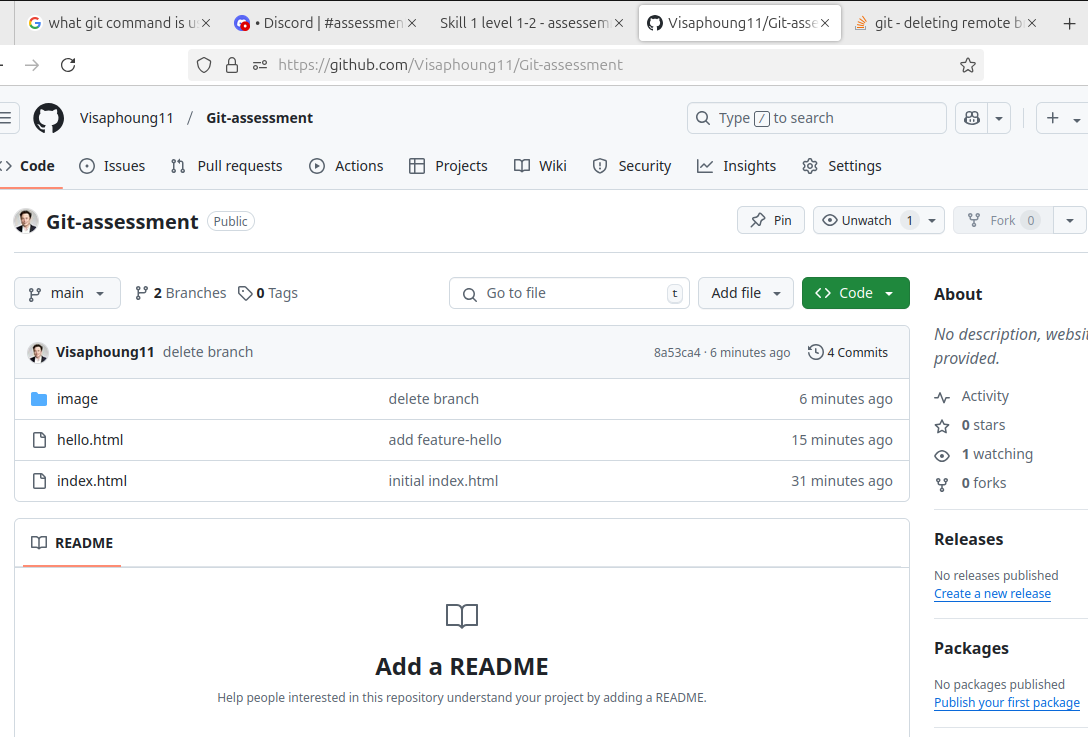 what git command is u
• Discord | #assessmen
Skill 1 level 1-2 - assessem
Visaphoung11/Git-asse
git - deleting remote b
https://github.com/Visaphoung11/Git-assessment
Visaphoung11 / Git-assessment
Type / to search
Code
Issues
Pull requests
Actions
Projects
Wiki
Security
Insights
Settings
Git-assessment
Public
Pin
Unwatch 1
Fork 0
main
2 Branches
0 Tags
Go to file
t
Add file
<> Code
Visaphoung11 delete branch
8a53ca4 · 6 minutes ago
4 Commits
image
delete branch
6 minutes ago
hello.html
add feature-hello
15 minutes ago
index.html
initial index.html
31 minutes ago
README
Add a README
Help people interested in this repository understand your project by adding a README.
About
No description, websi
provided.
Activity
0 stars
1 watching
0 forks
Releases
No releases published
Create a new release
Packages
No packages published
Publish your first package